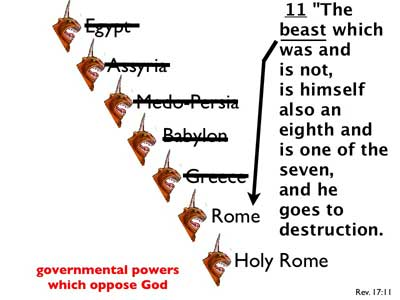 Egypt
Assyria
Medo-Persia
Babylon
Greece
Rome
Holy Rome
governmental powers
which oppose God
11 "The
beast which
was and
is not,
is himself
also an
eighth and
is one of the
seven,
and he
goes to
destruction.
Rev. 17:11